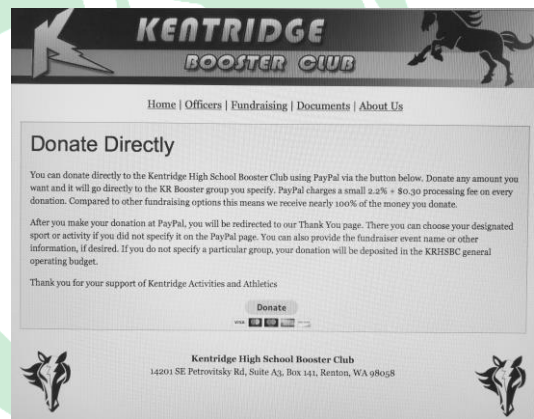 KENTRIDGE
BOOSTER CLUB
Home | Officers | Fundraising | Documents | About Us
Donate Directly
You can donate directly to the Kentridge High School Booster Club using PayPal via the button below. Donate any amount you
want and it will go directly to the KR Booster group you specify. PayPal charges a small 2.2% + $0.30 processing fee on every
donation. Compared to other fundraising options this means we receive nearly 100% of the money you donate.
After you make your donation at PayPal, you will be redirected to our Thank You page. There you can choose your designated
sport or activity if you did not specify it on the PayPal page. You can also provide the fundraiser event name or other
information, if desired. If you do not specify a particular group, your donation will be deposited in the KRHSBC general
operating budget.
Thank you for your support of Kentridge Activities and Athletics
Donate
VISA
Kentridge High School Booster Club
14201 SE Petrovitsky Rd, Suite A3, Box 141, Renton, WA 98058